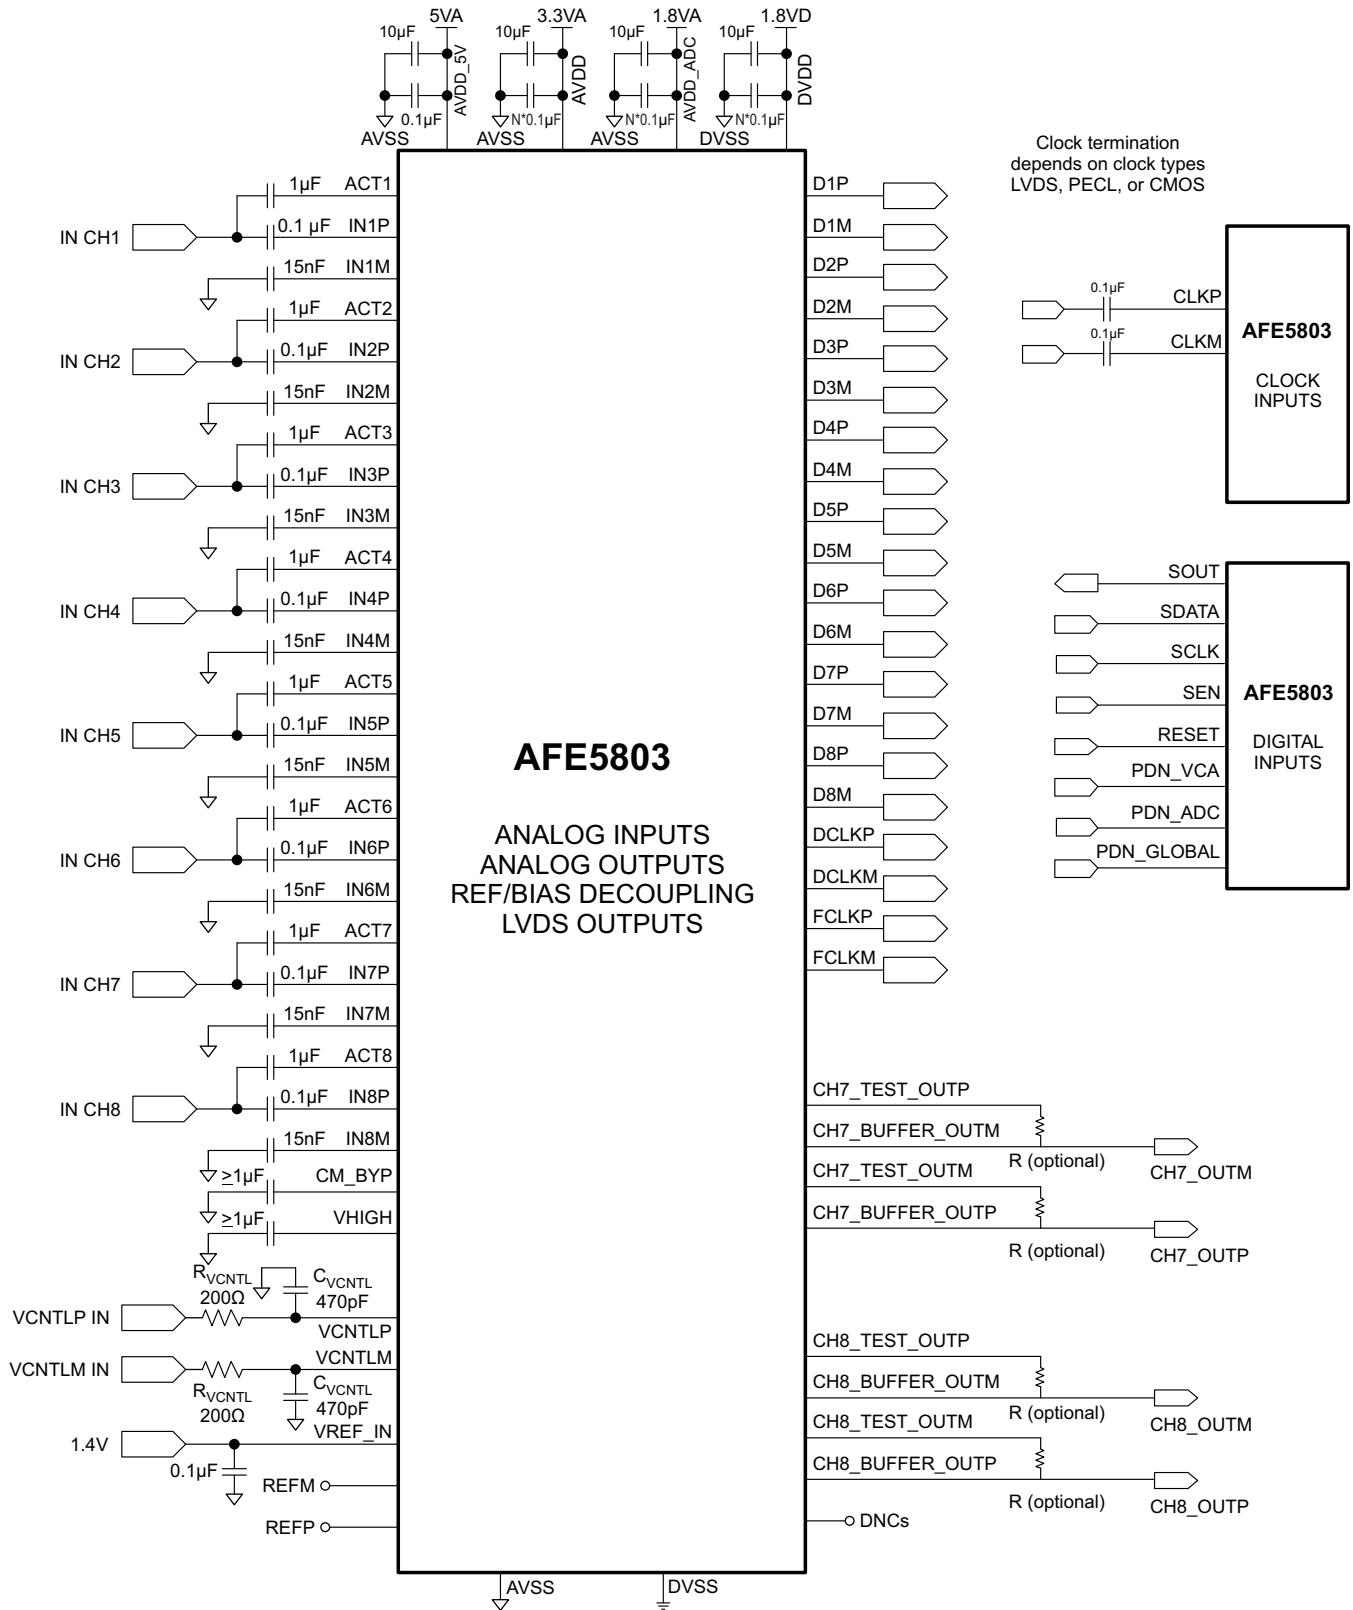 5VA
3.3VA
1.8VA
1.8VD
10µF
10µF
10µF
10µF
AVDD_5V
AVDD
AVDD_ADC
DVDD
0.1µF
N*0.1µF
N*0.1µF
N*0.1µF
AVSS
AVSS
AVSS
DVSS
1µF ACT1
IN CH1
0.1 µF IN1P
15nF IN1M
1µF ACT2
IN CH2
0.1µF IN2P
15nF IN2M
1µF ACT3
IN CH3
0.1µF IN3P
15nF IN3M
1µF ACT4
IN CH4
0.1µF IN4P
15nF IN4M
1µF ACT5
IN CH5
0.1µF IN5P
15nF IN5M
1µF ACT6
IN CH6
0.1µF IN6P
15nF IN6M
1µF ACT7
IN CH7
0.1µF IN7P
15nF IN7M
1µF ACT8
IN CH8
0.1µF IN8P
15nF IN8M
≥1µF CM_BYP
≥1µF VHIGH
RVCNTL
200Ω
CVCNTL
470pF
VCNTLP IN
VCNTLP
VCNTLM IN
VCNTLM
RVCNTL
200Ω
CVCNTL
470pF
1.4V
VREF_IN
0.1µF
REFM
REFP
AFE5803
ANALOG INPUTS
ANALOG OUTPUTS
REF/BIAS DECOUPLING
LVDS OUTPUTS
AVSS
DVSS
D1P
D1M
D2P
D2M
D3P
D3M
D4P
D4M
D5P
D5M
D6P
D6M
D7P
D7M
D8P
D8M
DCLKP
DCLKM
FCLKP
FCLKM
CH7_TEST_OUTP
CH7_BUFFER_OUTM
R (optional)
CH7_OUTM
CH7_TEST_OUTM
CH7_BUFFER_OUTP
R (optional)
CH7_OUTP
CH8_TEST_OUTP
CH8_BUFFER_OUTM
R (optional)
CH8_OUTM
CH8_TEST_OUTM
CH8_BUFFER_OUTP
R (optional)
CH8_OUTP
DNCs
Clock termination
depends on clock types
LVDS, PECL, or CMOS
0.1µF
CLKP
0.1µF
CLKM
AFE5803
CLOCK
INPUTS
SOUT
SDATA
SCLK
SEN
RESET
PDN_VCA
PDN_ADC
PDN_GLOBAL
AFE5803
DIGITAL
INPUTS